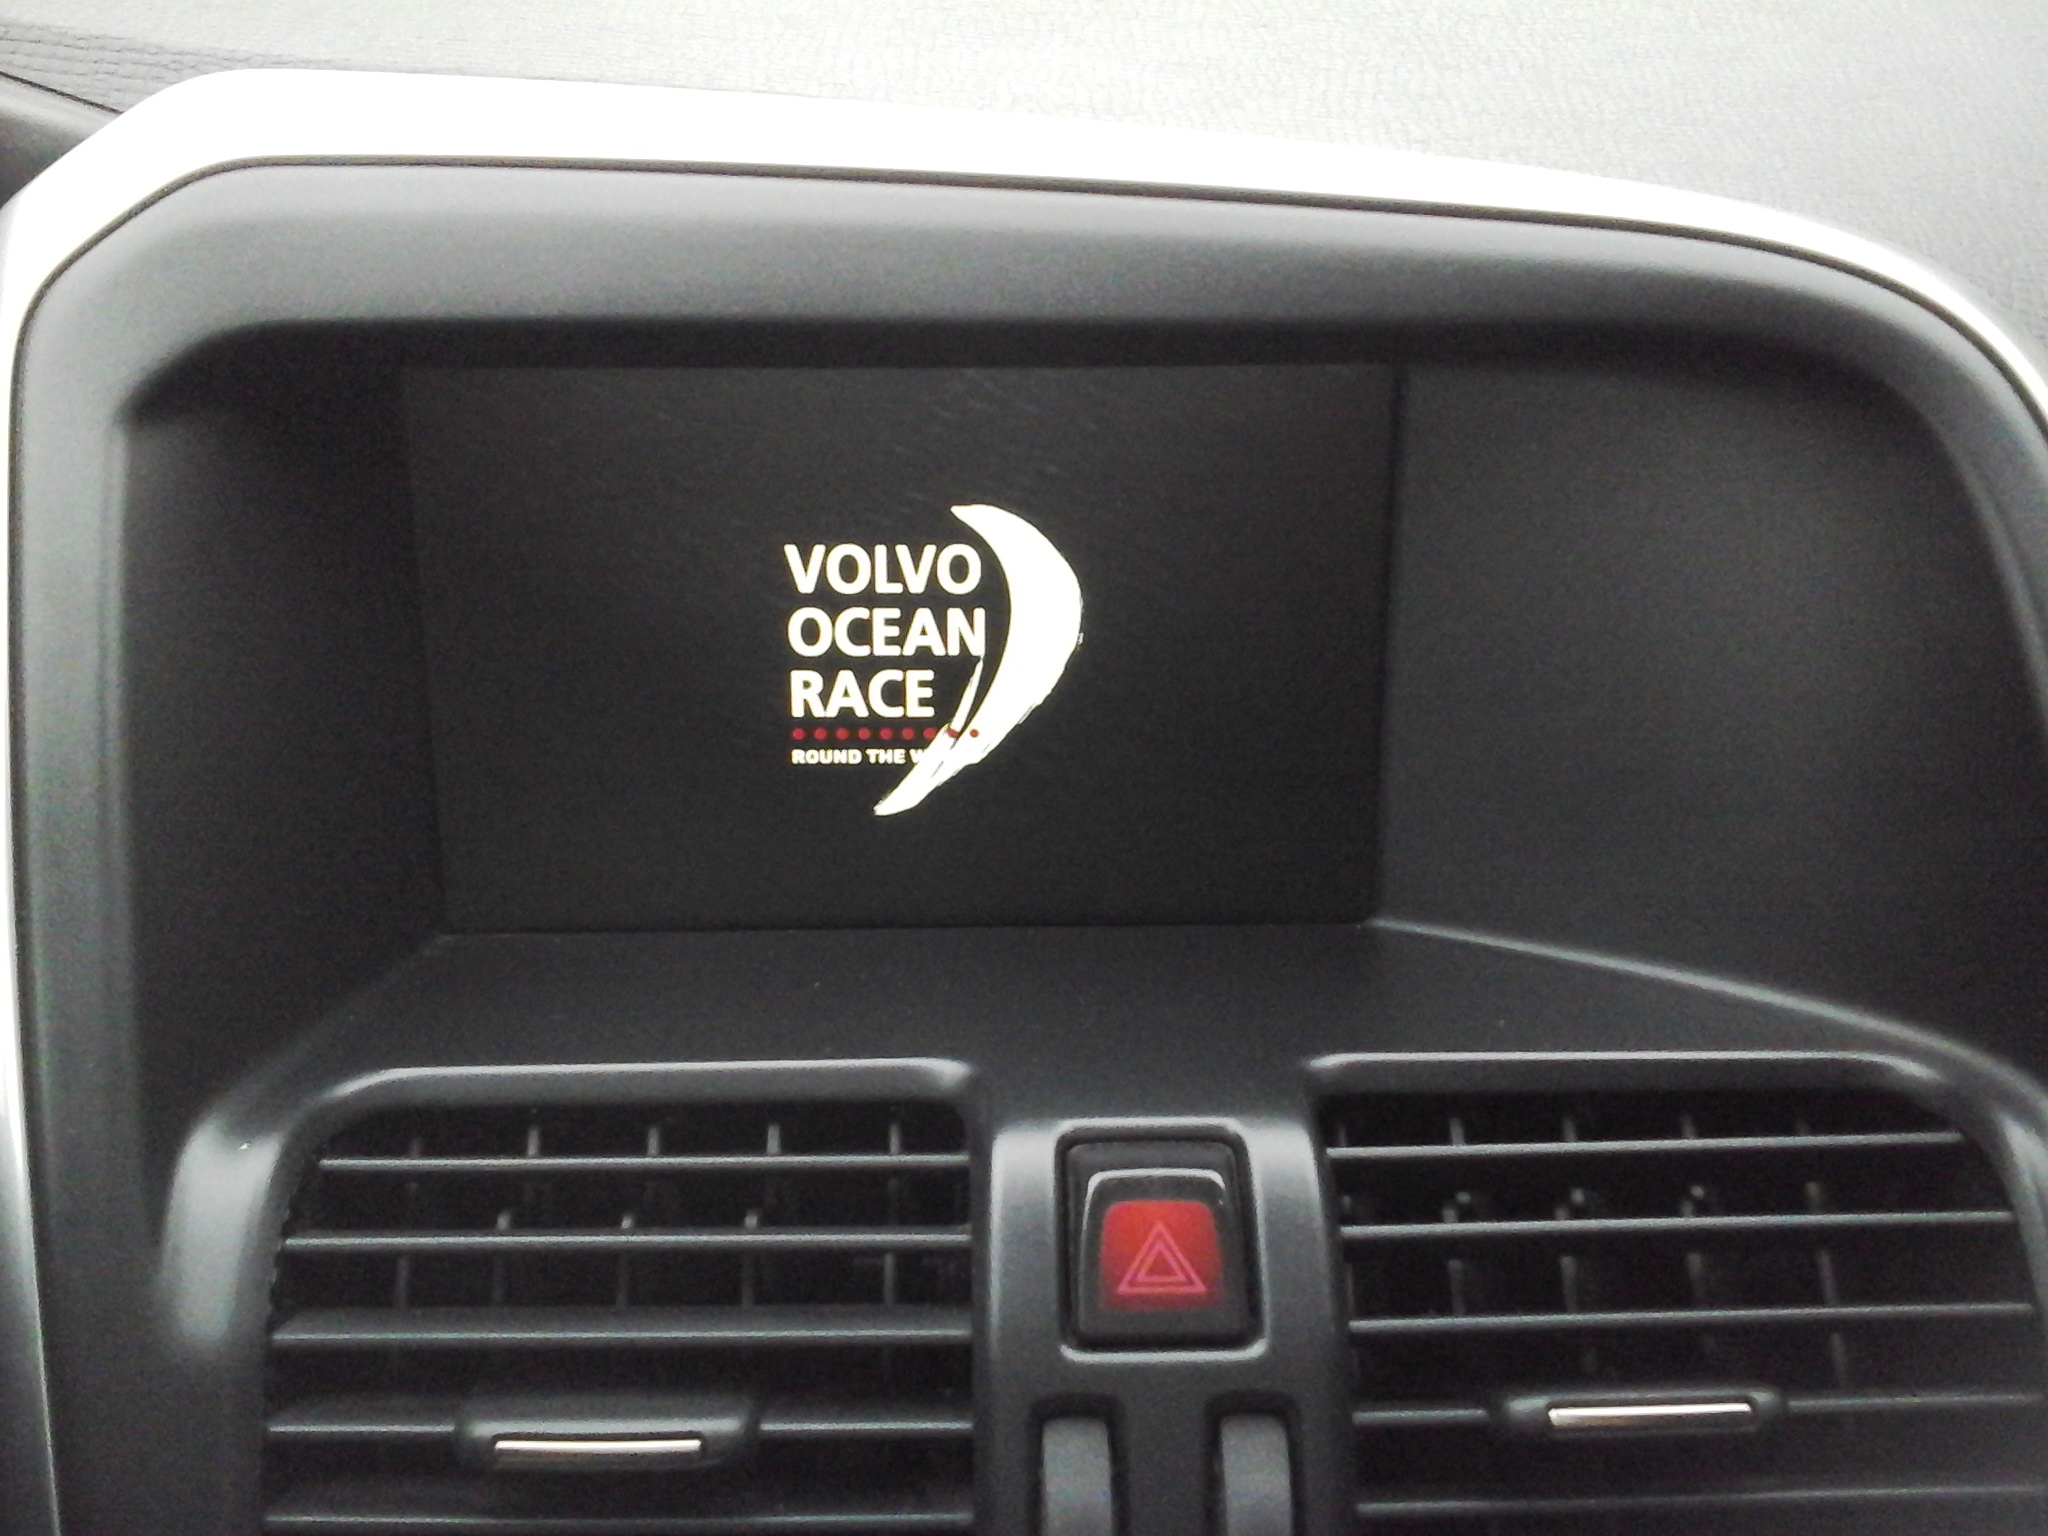 VOLVO
OCEAN
RACE
ROUND THE